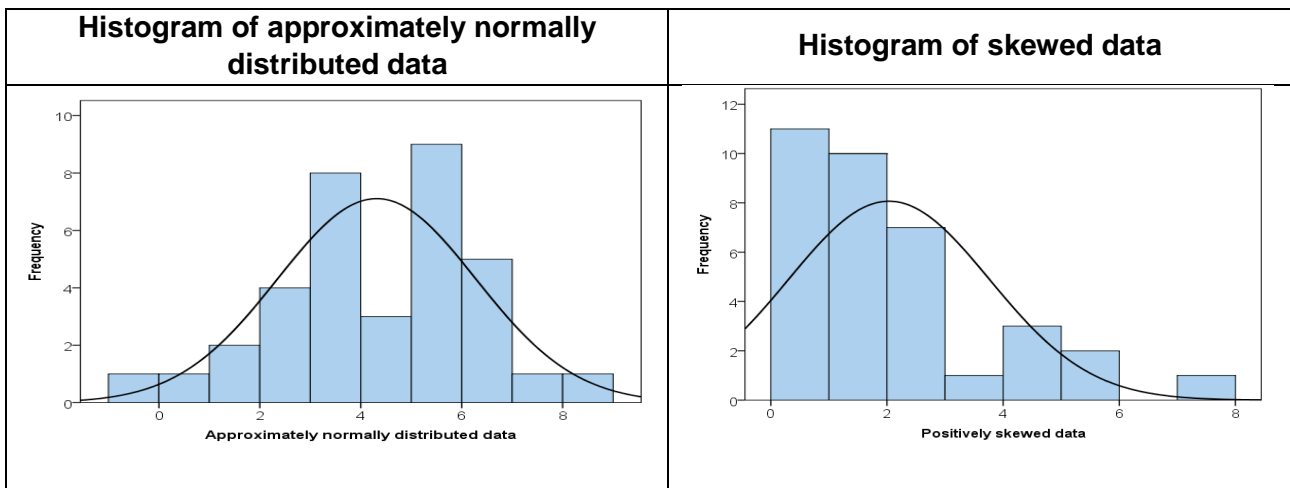 Histogram of approximately normally
distributed data
Histogram of skewed data
10
8
6
4
2
0
Frequency
0 2 4 6 8
Approximately normally distributed data
12
10
8
6
4
2
0
Frequency
0 2 4 6 8
Positively skewed data